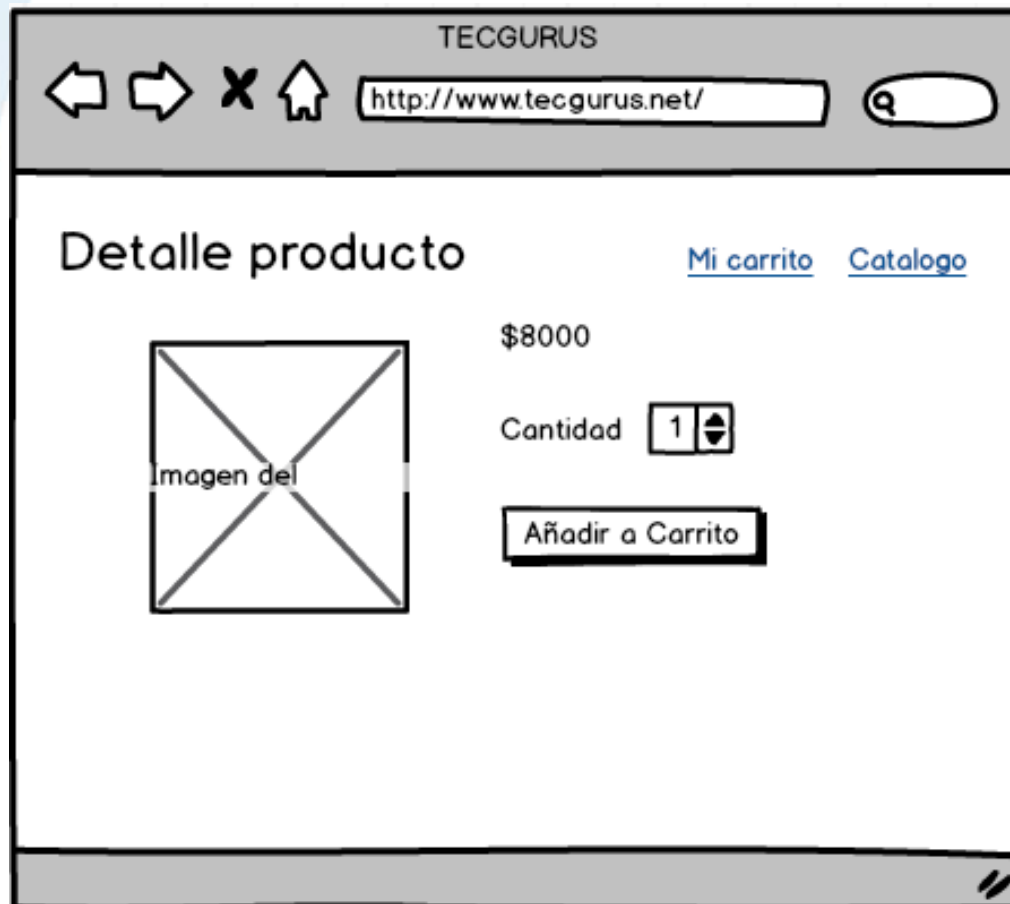 TECGURUS
http://www.tecgurus.net/
Detalle producto
Mi carrito Catalogo
$8000
Cantidad 1
Imagen del
Añadir a Carrito